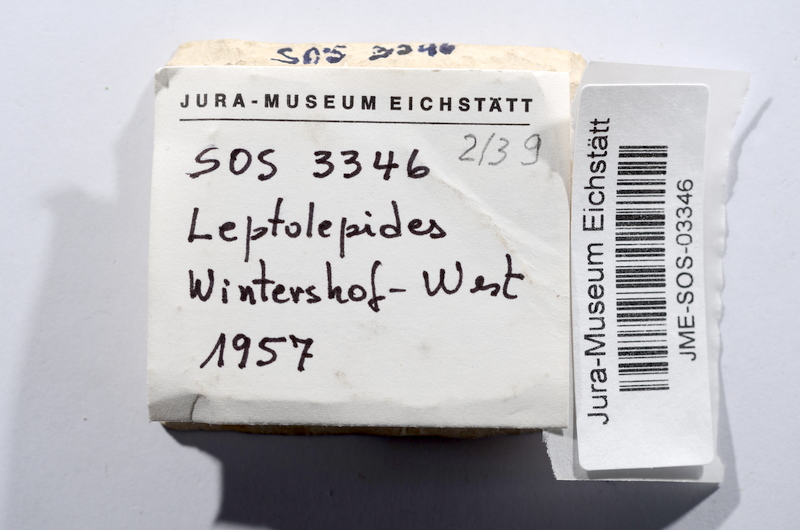 SOS 3346
JURA-MUSEUM EICHSTÄTT
2/39
SOS 3346
Leptolepides
Wintershof-West
1957
Jura-Museum Eichstätt
JME-SOS-03346